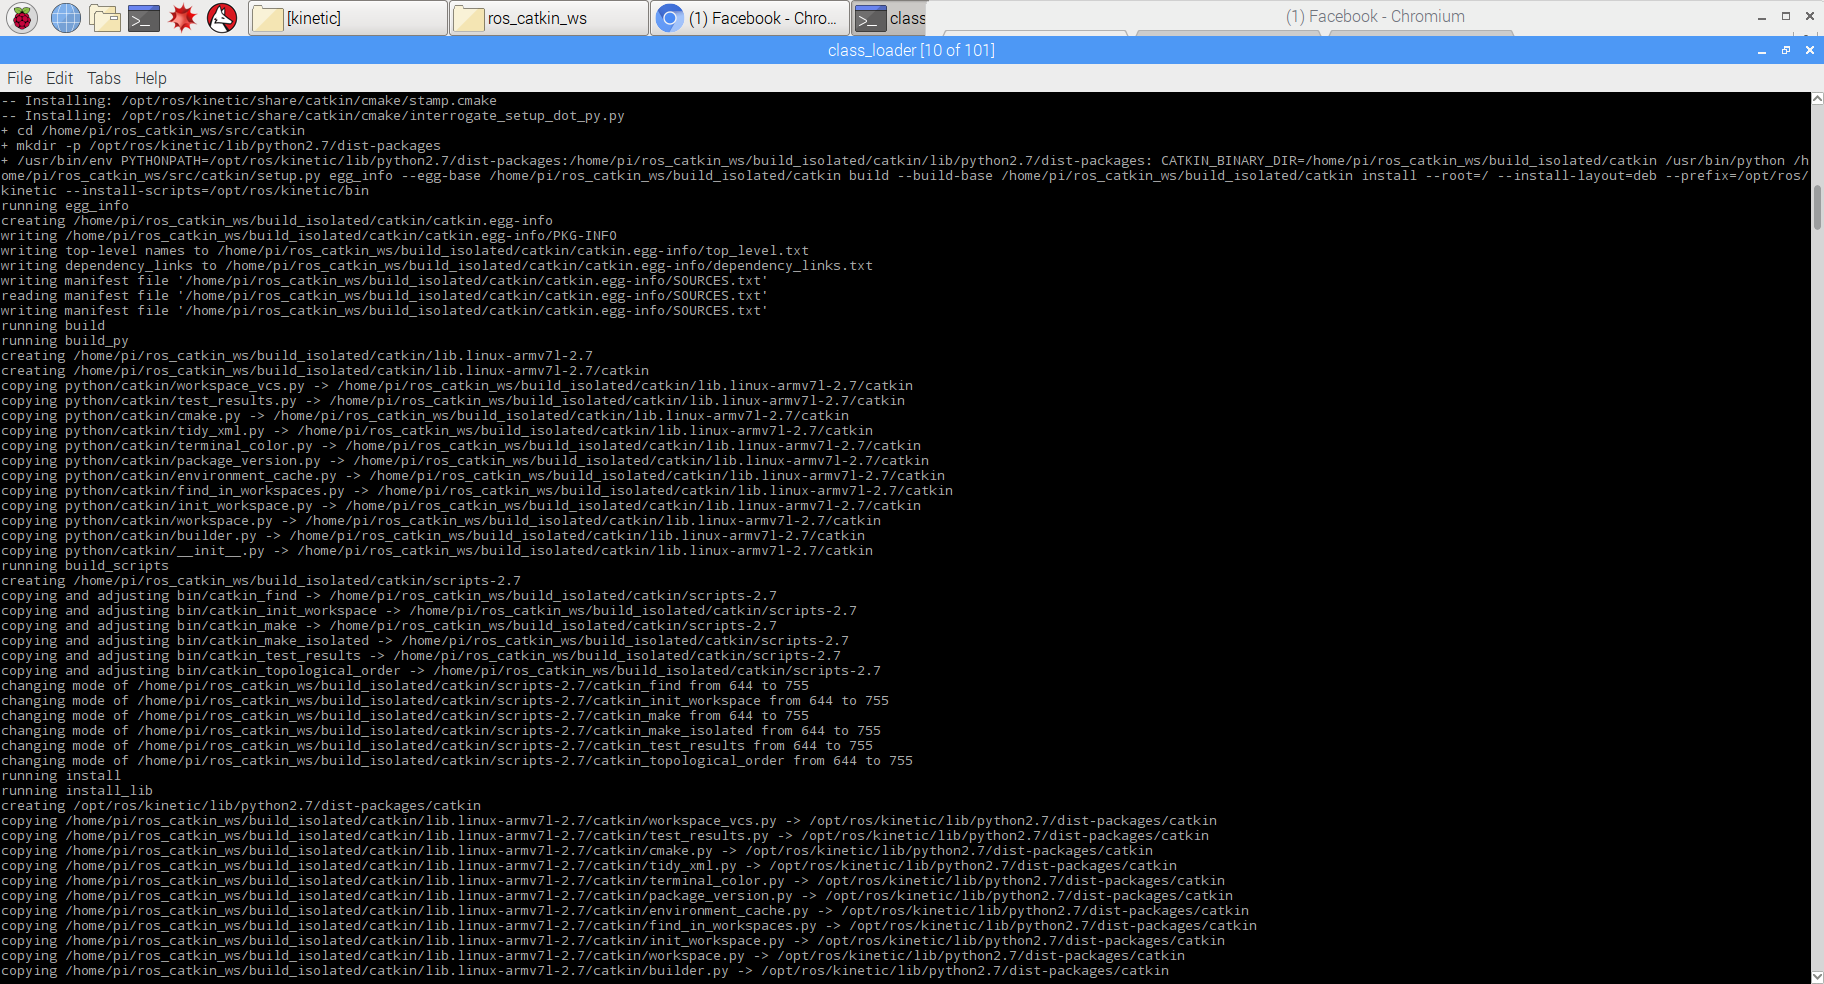 [kinetic]
ros_catkin_ws
(1) Facebook - Chro...
class
(1) Facebook - Chromium
class_loader [10 of 101]
File Edit Tabs Help
-- Installing: /opt/ros/kinetic/share/catkin/cmake/stamp.cmake
-- Installing: /opt/ros/kinetic/share/catkin/cmake/interrogate_setup_dot_py.py
+ cd /home/pi/ros_catkin_ws/src/catkin
+ mkdir -p /opt/ros/kinetic/lib/python2.7/dist-packages
+ /usr/bin/env PYTHONPATH=/opt/ros/kinetic/lib/python2.7/dist-packages:/home/pi/ros_catkin_ws/build_isolated/catkin/lib/python2.7/dist-packages: CATKIN_BINARY_DIR=/home/pi/ros_catkin_ws/build_isolated/catkin /usr/bin/python /h
ome/pi/ros_catkin_ws/src/catkin/setup.py egg_info --egg-base /home/pi/ros_catkin_ws/build_isolated/catkin build --build-base /home/pi/ros_catkin_ws/build_isolated/catkin install --root=/ --install-layout=deb --prefix=/opt/ros/
kinetic --install-scripts=/opt/ros/kinetic/bin
running egg_info
creating /home/pi/ros_catkin_ws/build_isolated/catkin/catkin.egg-info
writing /home/pi/ros_catkin_ws/build_isolated/catkin/catkin.egg-info/PKG-INFO
writing top-level names to /home/pi/ros_catkin_ws/build_isolated/catkin/catkin.egg-info/top_level.txt
writing dependency_links to /home/pi/ros_catkin_ws/build_isolated/catkin/catkin.egg-info/dependency_links.txt
writing manifest file '/home/pi/ros_catkin_ws/build_isolated/catkin/catkin.egg-info/SOURCES.txt'
reading manifest file '/home/pi/ros_catkin_ws/build_isolated/catkin/catkin.egg-info/SOURCES.txt'
writing manifest file '/home/pi/ros_catkin_ws/build_isolated/catkin/catkin.egg-info/SOURCES.txt'
running build
running build_py
creating /home/pi/ros_catkin_ws/build_isolated/catkin/lib.linux-armv7l-2.7
creating /home/pi/ros_catkin_ws/build_isolated/catkin/lib.linux-armv7l-2.7/catkin
copying python/catkin/workspace_vcs.py -> /home/pi/ros_catkin_ws/build_isolated/catkin/lib.linux-armv7l-2.7/catkin
copying python/catkin/test_results.py -> /home/pi/ros_catkin_ws/build_isolated/catkin/lib.linux-armv7l-2.7/catkin
copying python/catkin/cmake.py -> /home/pi/ros_catkin_ws/build_isolated/catkin/lib.linux-armv7l-2.7/catkin
copying python/catkin/tidy_xml.py -> /home/pi/ros_catkin_ws/build_isolated/catkin/lib.linux-armv7l-2.7/catkin
copying python/catkin/terminal_color.py -> /home/pi/ros_catkin_ws/build_isolated/catkin/lib.linux-armv7l-2.7/catkin
copying python/catkin/package_version.py -> /home/pi/ros_catkin_ws/build_isolated/catkin/lib.linux-armv7l-2.7/catkin
copying python/catkin/environment_cache.py -> /home/pi/ros_catkin_ws/build_isolated/catkin/lib.linux-armv7l-2.7/catkin
copying python/catkin/find_in_workspaces.py -> /home/pi/ros_catkin_ws/build_isolated/catkin/lib.linux-armv7l-2.7/catkin
copying python/catkin/init_workspace.py -> /home/pi/ros_catkin_ws/build_isolated/catkin/lib.linux-armv7l-2.7/catkin
copying python/catkin/workspace.py -> /home/pi/ros_catkin_ws/build_isolated/catkin/lib.linux-armv7l-2.7/catkin
copying python/catkin/builder.py -> /home/pi/ros_catkin_ws/build_isolated/catkin/lib.linux-armv7l-2.7/catkin
copying python/catkin/__init__.py -> /home/pi/ros_catkin_ws/build_isolated/catkin/lib.linux-armv7l-2.7/catkin
running build_scripts
creating /home/pi/ros_catkin_ws/build_isolated/catkin/scripts-2.7
copying and adjusting bin/catkin_find -> /home/pi/ros_catkin_ws/build_isolated/catkin/scripts-2.7
copying and adjusting bin/catkin_init_workspace -> /home/pi/ros_catkin_ws/build_isolated/catkin/scripts-2.7
copying and adjusting bin/catkin_make -> /home/pi/ros_catkin_ws/build_isolated/catkin/scripts-2.7
copying and adjusting bin/catkin_make_isolated -> /home/pi/ros_catkin_ws/build_isolated/catkin/scripts-2.7
copying and adjusting bin/catkin_test_results -> /home/pi/ros_catkin_ws/build_isolated/catkin/scripts-2.7
copying and adjusting bin/catkin_topological_order -> /home/pi/ros_catkin_ws/build_isolated/catkin/scripts-2.7
changing mode of /home/pi/ros_catkin_ws/build_isolated/catkin/scripts-2.7/catkin_find from 644 to 755
changing mode of /home/pi/ros_catkin_ws/build_isolated/catkin/scripts-2.7/catkin_init_workspace from 644 to 755
changing mode of /home/pi/ros_catkin_ws/build_isolated/catkin/scripts-2.7/catkin_make from 644 to 755
changing mode of /home/pi/ros_catkin_ws/build_isolated/catkin/scripts-2.7/catkin_make_isolated from 644 to 755
changing mode of /home/pi/ros_catkin_ws/build_isolated/catkin/scripts-2.7/catkin_test_results from 644 to 755
changing mode of /home/pi/ros_catkin_ws/build_isolated/catkin/scripts-2.7/catkin_topological_order from 644 to 755
running install
running install_lib
creating /opt/ros/kinetic/lib/python2.7/dist-packages/catkin
copying /home/pi/ros_catkin_ws/build_isolated/catkin/lib.linux-armv7l-2.7/catkin/workspace_vcs.py -> /opt/ros/kinetic/lib/python2.7/dist-packages/catkin
copying /home/pi/ros_catkin_ws/build_isolated/catkin/lib.linux-armv7l-2.7/catkin/test_results.py -> /opt/ros/kinetic/lib/python2.7/dist-packages/catkin
copying /home/pi/ros_catkin_ws/build_isolated/catkin/lib.linux-armv7l-2.7/catkin/cmake.py -> /opt/ros/kinetic/lib/python2.7/dist-packages/catkin
copying /home/pi/ros_catkin_ws/build_isolated/catkin/lib.linux-armv7l-2.7/catkin/tidy_xml.py -> /opt/ros/kinetic/lib/python2.7/dist-packages/catkin
copying /home/pi/ros_catkin_ws/build_isolated/catkin/lib.linux-armv7l-2.7/catkin/terminal_color.py -> /opt/ros/kinetic/lib/python2.7/dist-packages/catkin
copying /home/pi/ros_catkin_ws/build_isolated/catkin/lib.linux-armv7l-2.7/catkin/package_version.py -> /opt/ros/kinetic/lib/python2.7/dist-packages/catkin
copying /home/pi/ros_catkin_ws/build_isolated/catkin/lib.linux-armv7l-2.7/catkin/environment_cache.py -> /opt/ros/kinetic/lib/python2.7/dist-packages/catkin
copying /home/pi/ros_catkin_ws/build_isolated/catkin/lib.linux-armv7l-2.7/catkin/find_in_workspaces.py -> /opt/ros/kinetic/lib/python2.7/dist-packages/catkin
copying /home/pi/ros_catkin_ws/build_isolated/catkin/lib.linux-armv7l-2.7/catkin/init_workspace.py -> /opt/ros/kinetic/lib/python2.7/dist-packages/catkin
copying /home/pi/ros_catkin_ws/build_isolated/catkin/lib.linux-armv7l-2.7/catkin/workspace.py -> /opt/ros/kinetic/lib/python2.7/dist-packages/catkin
copying /home/pi/ros_catkin_ws/build_isolated/catkin/lib.linux-armv7l-2.7/catkin/builder.py -> /opt/ros/kinetic/lib/python2.7/dist-packages/catkin